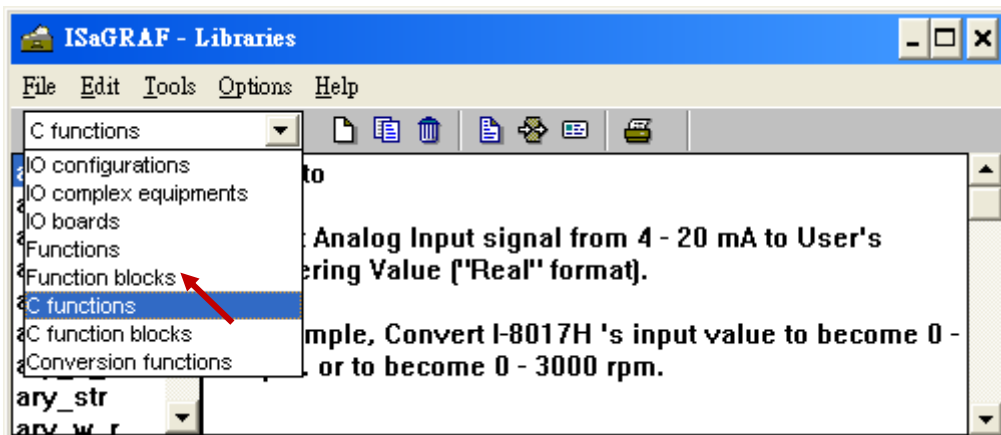 ISaGRAF - Libraries
File Edit Tools Options Help
C functions
IO configurations
IO complex equipments
IO boards
Functions
Function blocks
C functions
C function blocks
Conversion functions
ary_str
ary_w_r
to
Analog Input signal from 4 - 20 mA to User's
ering Value ("Real" format).
mple, Convert I-8017H 's input value to become 0 -
. or to become 0 - 3000 rpm.